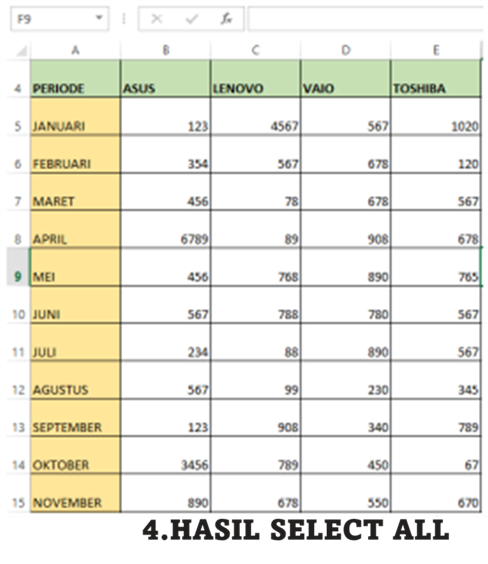 F9 fx
A B C D E
4 PERIODE ASUS LENOVO VAIO TOSHIBA
5 JANUARI 123 4567 567 1020
6 FEBRUARI 354 567 678 120
7 MARET 456 78 678 567
8 APRIL 6789 89 908 678
9 MEI 456 768 890 765
10 JUNI 567 788 780 567
11 JULI 234 88 890 567
12 AGUSTUS 567 99 230 345
13 SEPTEMBER 123 908 340 789
14 OKTOBER 3456 789 450 67
15 NOVEMBER 890 678 550 670
4.HASIL SELECT ALL